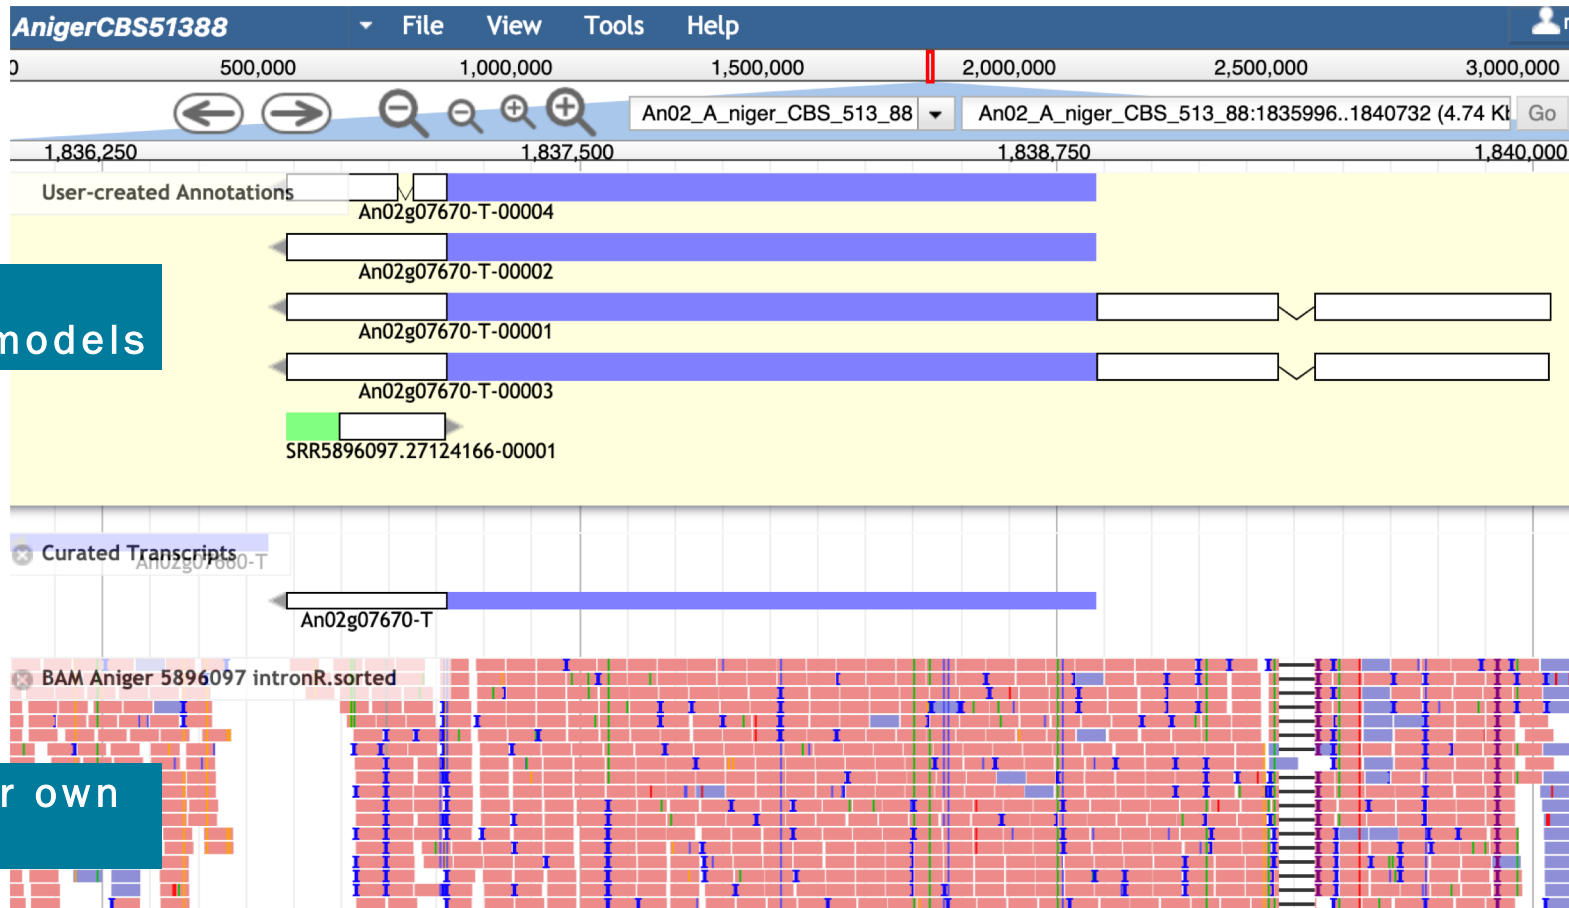 AnigerCBS51388 File View Tools Help
0 500,000 1,000,000 1,500,000 2,000,000 2,500,000 3,000,000
An02_A_niger_CBS_513_88 An02_A_niger_CBS_513_88:1835996..1840732 (4.74 Kb Go
1,836,250 1,837,500 1,838,750 1,840,000
User-created Annotations
An02g07670-T-00004
An02g07670-T-00002
models
An02g07670-T-00001
An02g07670-T-00003
SRR5896097.27124166-00001
Curated Transcripts
An02g07660-T
An02g07670-T
BAM Aniger 5896097 intronR.sorted
r own